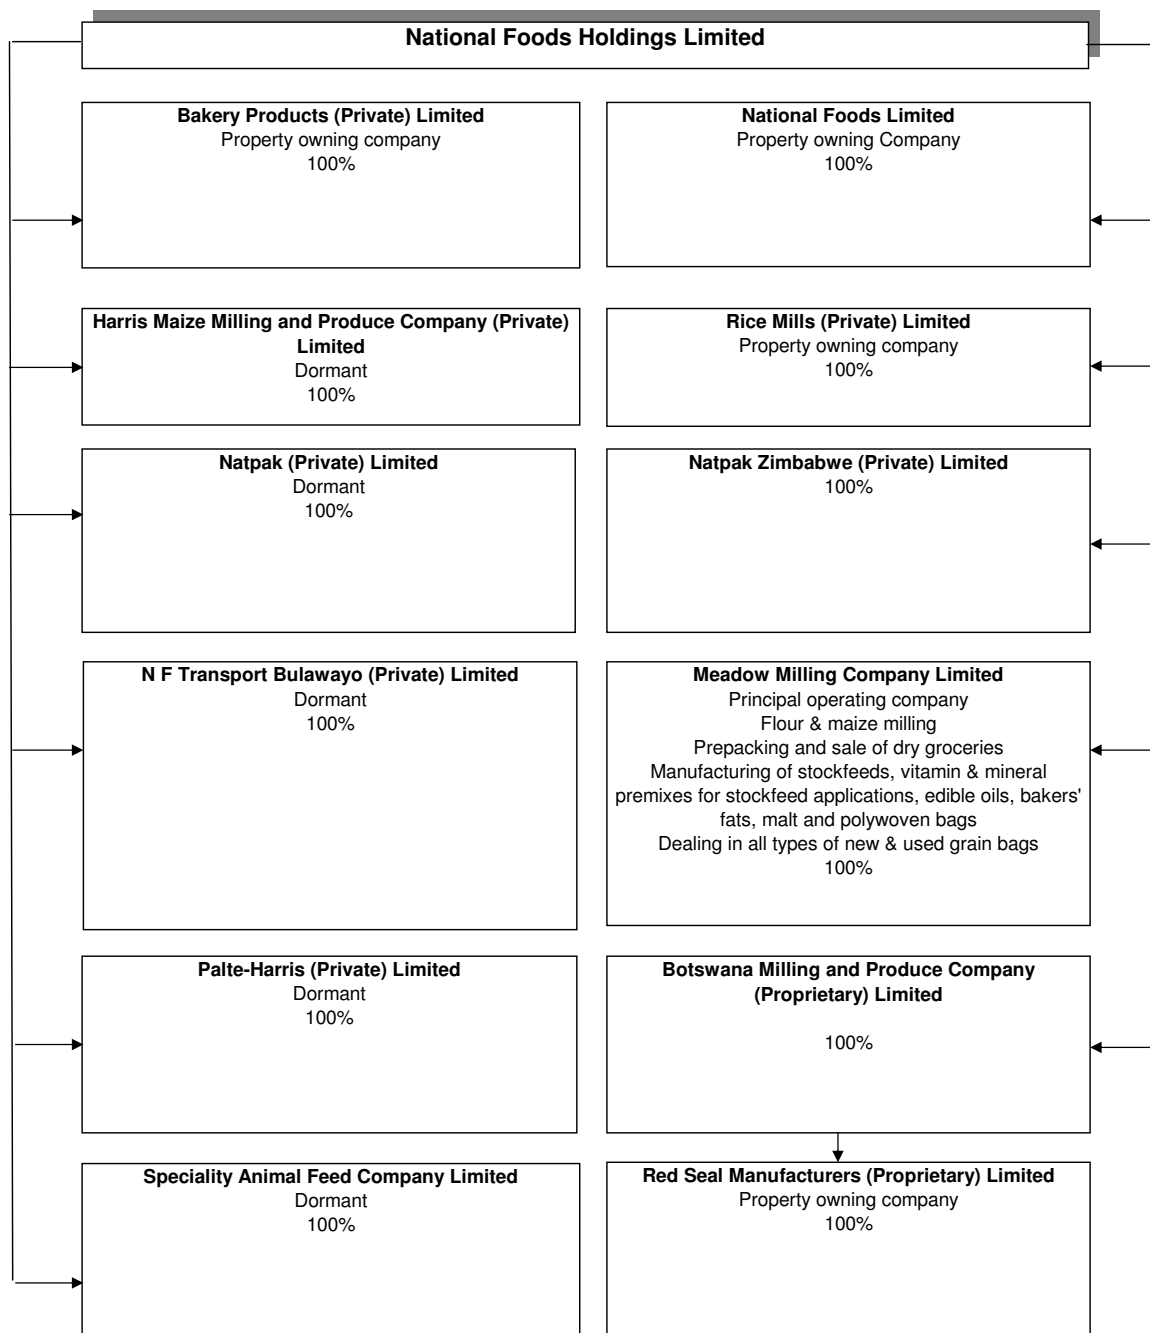 National Foods Holdings Limited
Bakery Products (Private) Limited
Property owning company
100%
National Foods Limited
Property owning Company
100%
Harris Maize Milling and Produce Company (Private)
Limited
Dormant
100%
Rice Mills (Private) Limited
Property owning company
100%
Natpak (Private) Limited
Dormant
100%
Natpak Zimbabwe (Private) Limited
100%
N F Transport Bulawayo (Private) Limited
Dormant
100%
Meadow Milling Company Limited
Principal operating company
Flour & maize milling
Prepacking and sale of dry groceries
Manufacturing of stockfeeds, vitamin & mineral
premixes for stockfeed applications, edible oils, bakers'
fats, malt and polywoven bags
Dealing in all types of new & used grain bags
100%
Palte-Harris (Private) Limited
Dormant
100%
Botswana Milling and Produce Company
(Proprietary) Limited
100%
Speciality Animal Feed Company Limited
Dormant
100%
Red Seal Manufacturers (Proprietary) Limited
Property owning company
100%